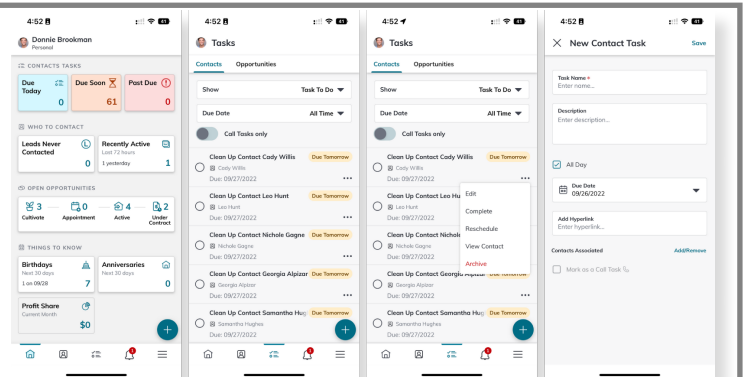 4:52
41
Donnie Brookman
Personal
CONTACTS TASKS
Due Today
0
Due Soon
61
Past Due
0
WHO TO CONTACT
Leads Never Contacted
0
Recently Active
Last 72 hours
1 yesterday
1
OPEN OPPORTUNITIES
3
0
4
2
Cultivate
Appointment
Active
Under Contract
THINGS TO KNOW
Birthdays
Next 30 days
1 on 09/28
7
Anniversaries
Next 30 days
0
Profit Share
Current Month
$0
+
1
4:52
41
Tasks
Contacts
Opportunities
Show
Task To Do
Due Date
All Time
Call Tasks only
Clean Up Contact Cady Willis
Due Tomorrow
Cady Willis
Due: 09/27/2022
Clean Up Contact Leo Hunt
Due Tomorrow
Leo Hunt
Due: 09/27/2022
Clean Up Contact Nichole Gagne
Due Tomorrow
Nichole Gagne
Due: 09/27/2022
Clean Up Contact Georgia Alpizar
Due Tomorrow
Georgia Alpizar
Due: 09/27/2022
Clean Up Contact Samantha Hug
Due Tomorrow
Samantha Hughes
Due: 09/27/2022
+
1
4:52
41
Tasks
Contacts
Opportunities
Show
Task To Do
Due Date
All Time
Call Tasks only
Clean Up Contact Cady Willis
Due Tomorrow
Cady Willis
Due: 09/27/2022
Clean Up Contact Leo Hu
Leo Hunt
Due: 09/27/2022
Clean Up Contact Nichole
Nichole Gagne
Due: 09/27/2022
Clean Up Contact Georgia Alpizar
Due Tomorrow
Georgia Alpizar
Due: 09/27/2022
Clean Up Contact Samantha Hug
Due Tomorrow
Samantha Hughes
Due: 09/27/2022
Edit
Complete
Reschedule
View Contact
Archive
+
1
4:52
41
New Contact Task
Save
Task Name *
Enter name...
Description
Enter description...
All Day
Due Date
09/26/2022
Add Hyperlink
Enter hyperlink...
Contacts Associated
Add/Remove
Mark as a Call Task